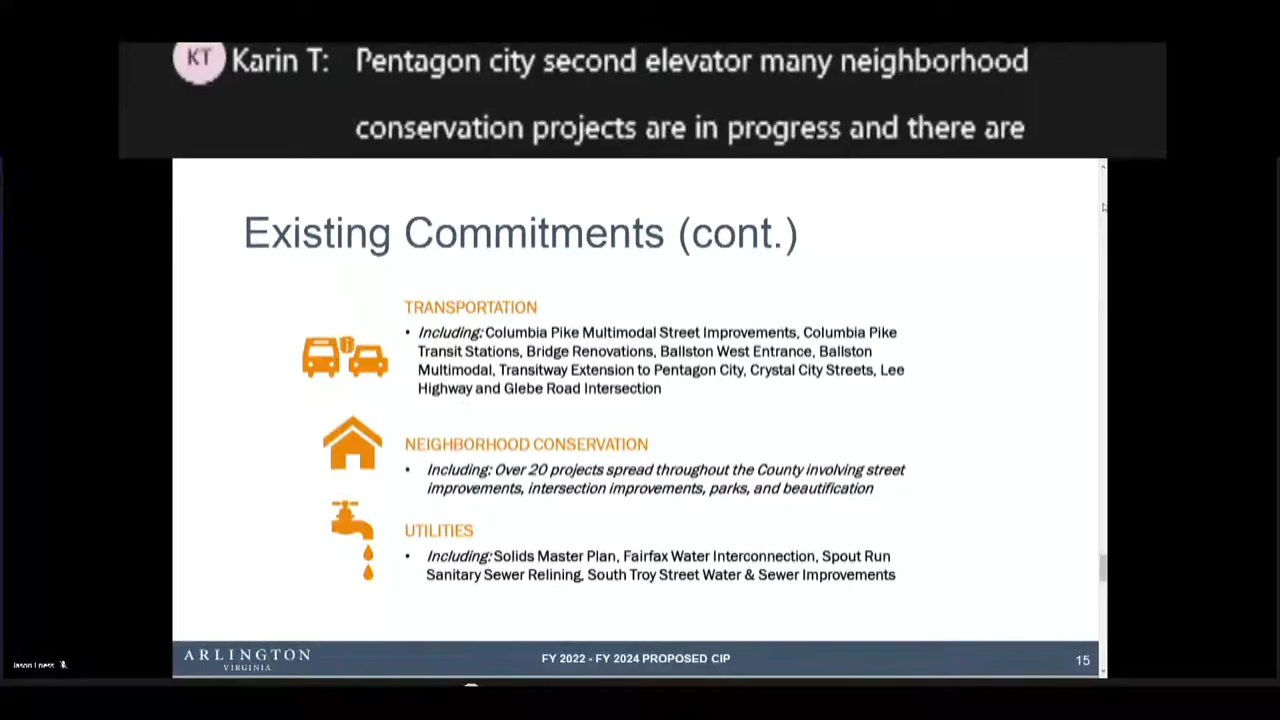 KT Karin T: Pentagon city second elevator many neighborhood
conservation projects are in progress and there are
Existing Commitments (cont.)
TRANSPORTATION
• Including: Columbia Pike Multimodal Street Improvements, Columbia Pike
Transit Stations, Bridge Renovations, Ballston West Entrance, Ballston
Multimodal, Transitway Extension to Pentagon City, Crystal City Streets, Lee
Highway and Glebe Road Intersection
NEIGHBORHOOD CONSERVATION
• Including: Over 20 projects spread throughout the County involving street
improvements, intersection improvements, parks, and beautification
UTILITIES
• Including: Solids Master Plan, Fairfax Water Interconnection, Spout Run
Sanitary Sewer Relining, South Troy Street Water & Sewer Improvements
ARLINGTON
VIRGINIA
FY 2022 - FY 2024 PROPOSED CIP
15
Jason